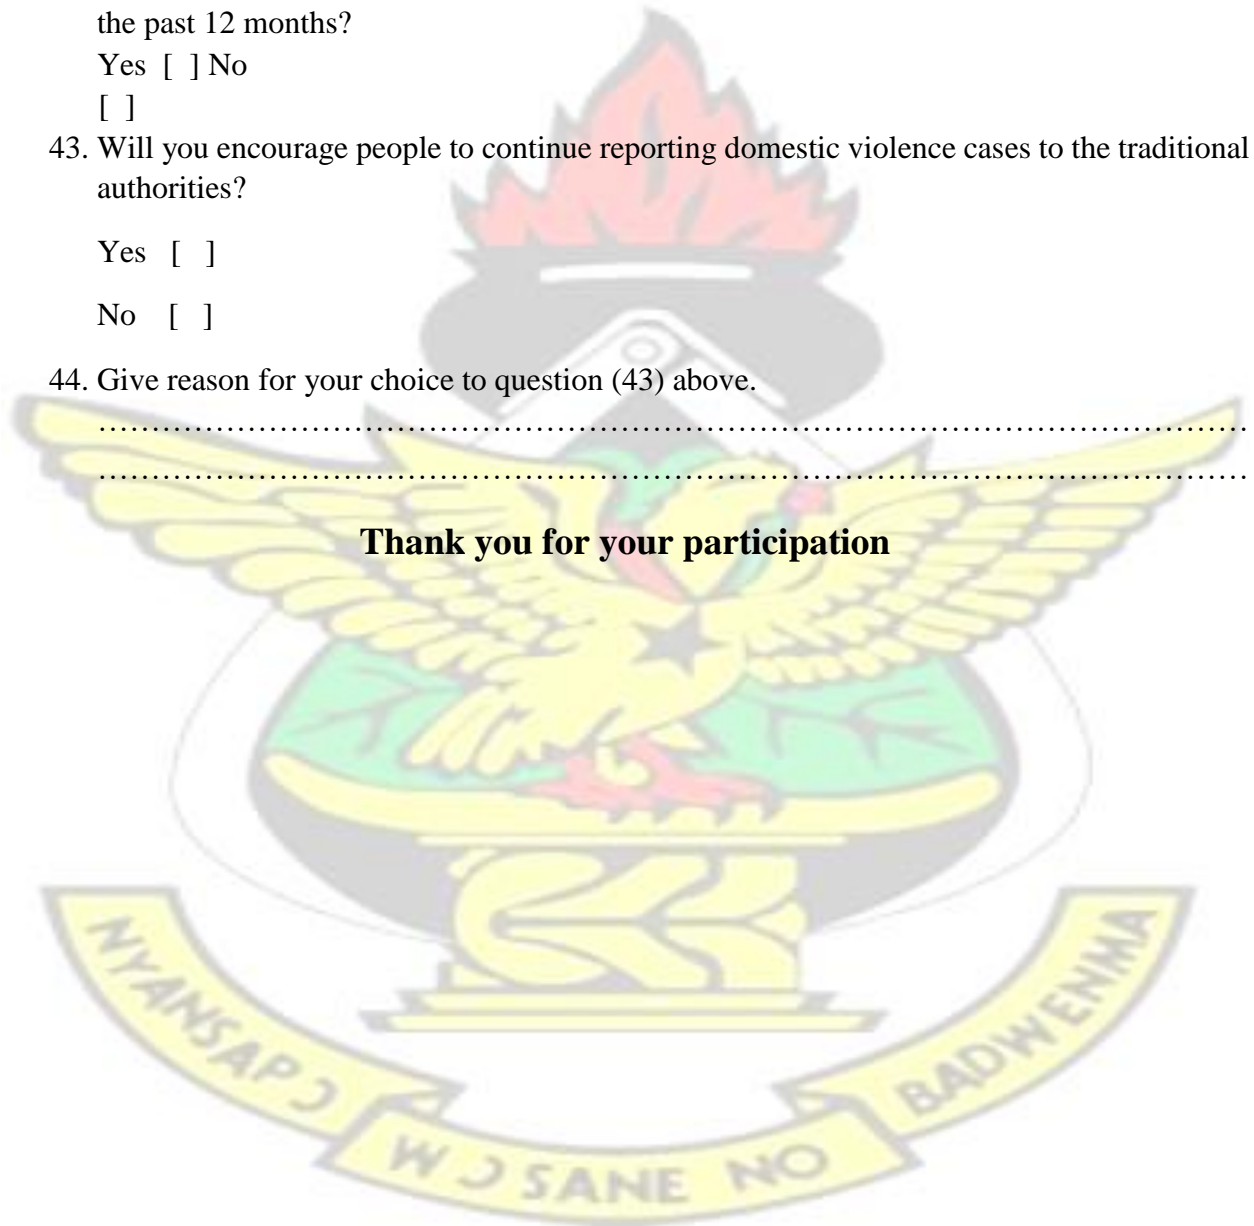 the past 12 months?
Yes [ ] No
[ ]
43. Will you encourage people to continue reporting domestic violence cases to the traditional
authorities?
Yes [ ]
No [ ]
44. Give reason for your choice to question (43) above.
……………………………………………………………………………………………
……………………………………………………………………………………………
Thank you for your participation
NYANSAPƆ
WƆSANE NO
BADWENMA